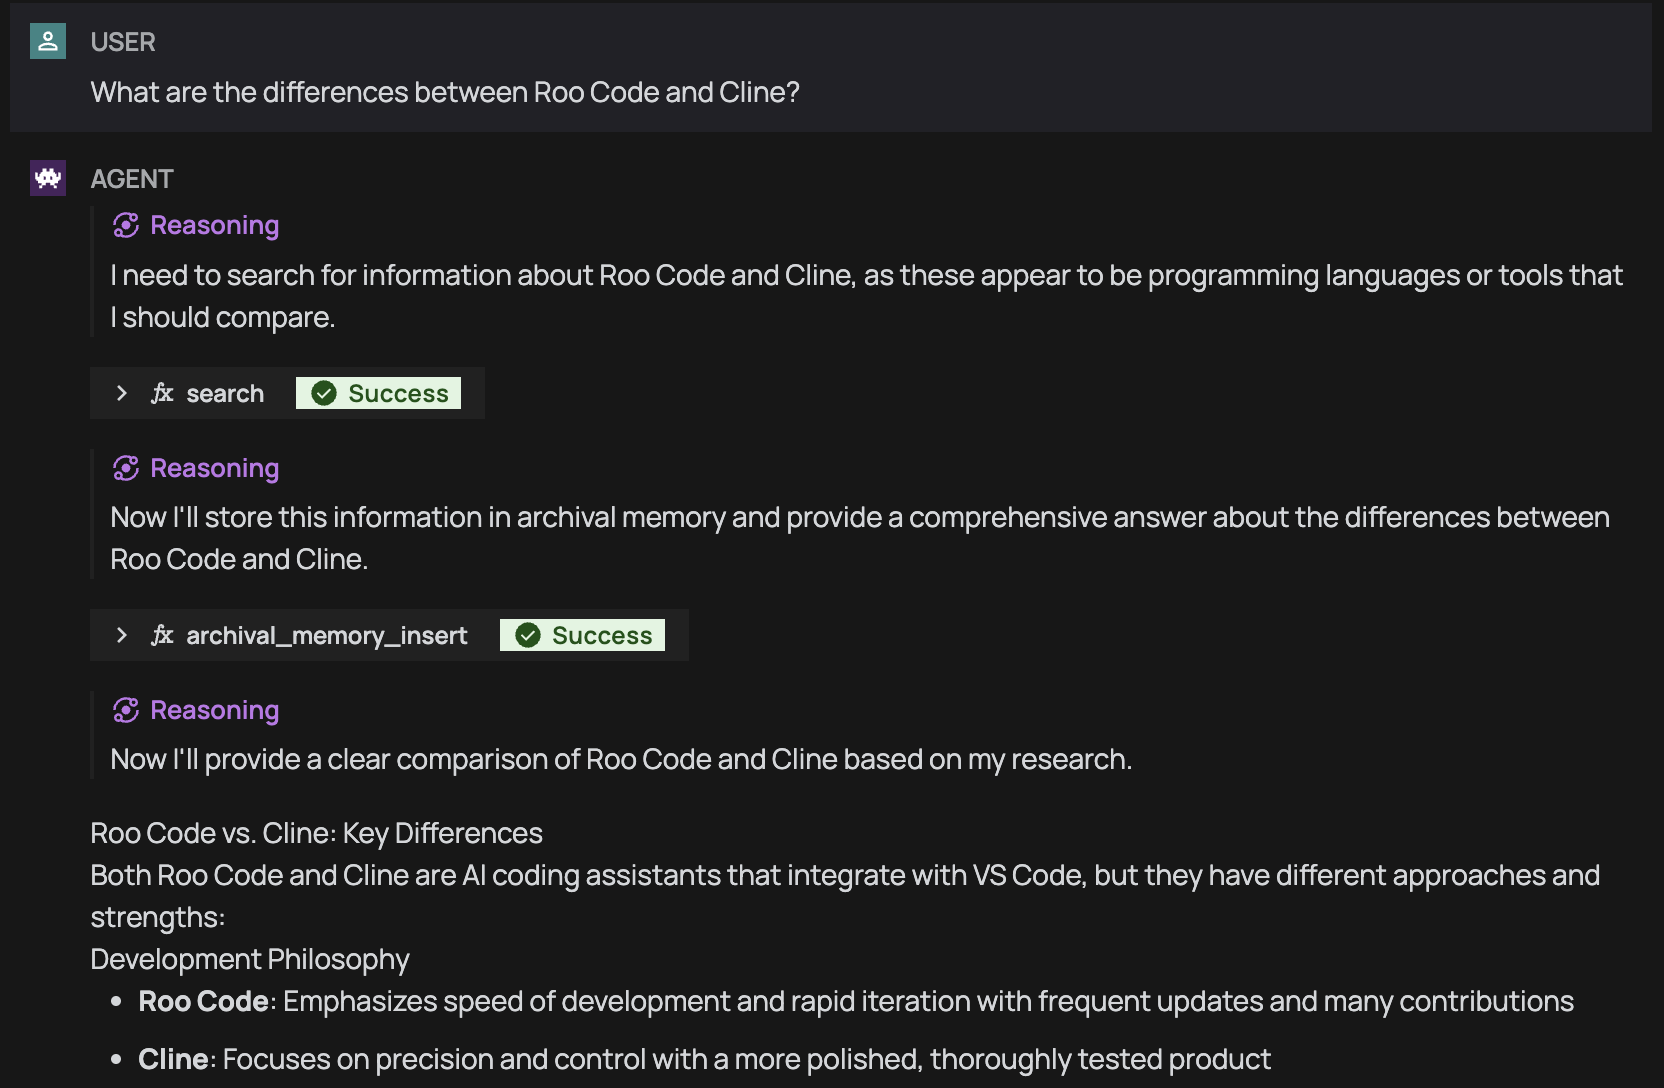 USER
What are the differences between Roo Code and Cline?
AGENT
Reasoning
I need to search for information about Roo Code and Cline, as these appear to be programming languages or tools that
I should compare.
fx search Success
Reasoning
Now I'll store this information in archival memory and provide a comprehensive answer about the differences between
Roo Code and Cline.
fx archival_memory_insert Success
Reasoning
Now I'll provide a clear comparison of Roo Code and Cline based on my research.
Roo Code vs. Cline: Key Differences
Both Roo Code and Cline are AI coding assistants that integrate with VS Code, but they have different approaches and
strengths:
Development Philosophy
• Roo Code: Emphasizes speed of development and rapid iteration with frequent updates and many contributions
• Cline: Focuses on precision and control with a more polished, thoroughly tested product